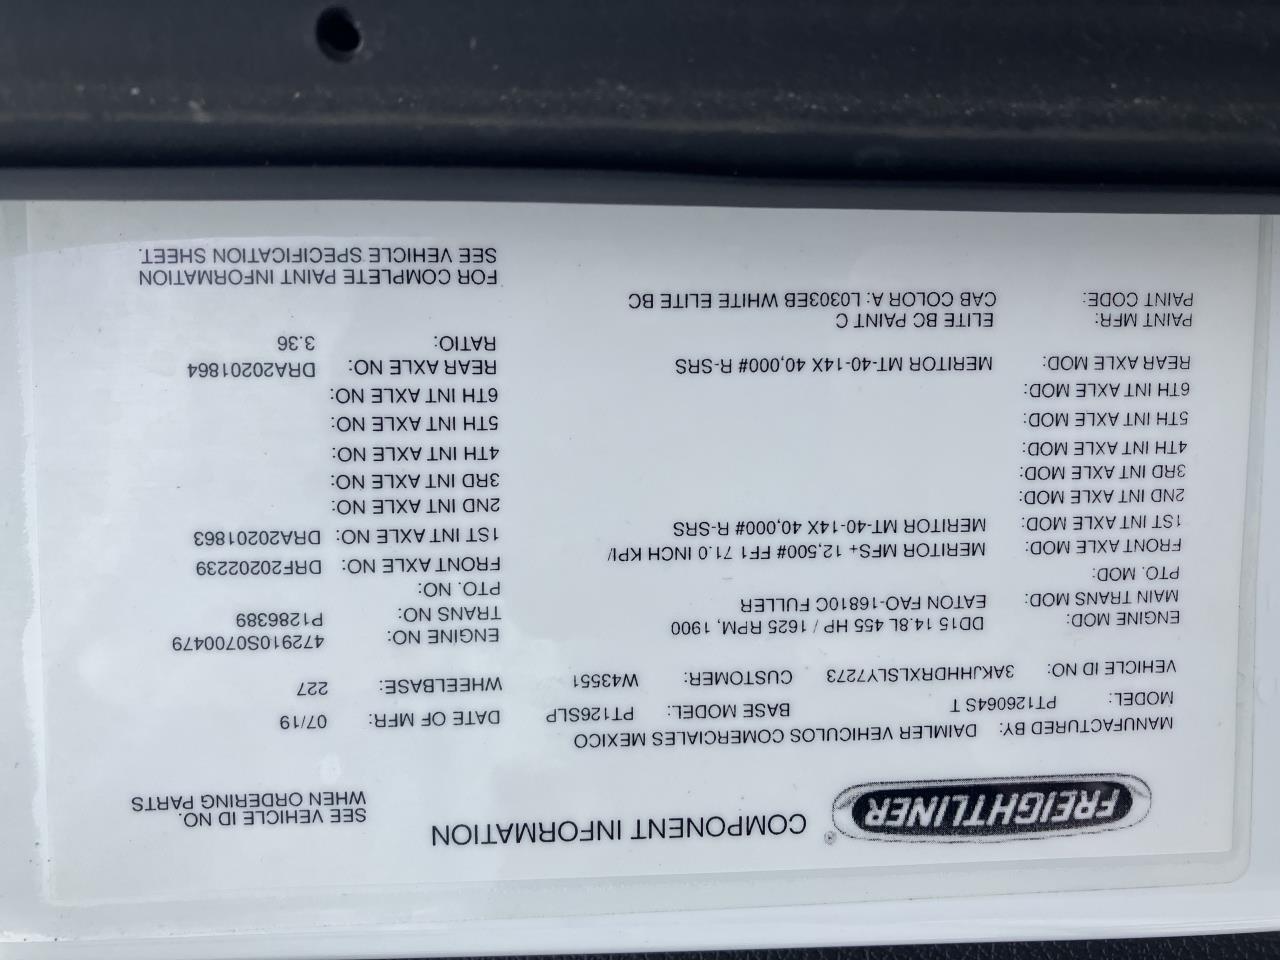 FREIGHTLINER ® COMPONENT INFORMATION
SEE VEHICLE ID NO.
WHEN ORDERING PARTS
MANUFACTURED BY: DAIMLER VEHICULOS COMERCIALES MEXICO
MODEL: PT126064S T BASE MODEL: PT126SLP DATE OF MFR: 07/19
VEHICLE ID NO: 3AKJHHDRXLSLY7273 CUSTOMER: W43551 WHEELBASE: 227
ENGINE MOD: DD15 14.8L 455 HP / 1625 RPM, 1900 ENGINE NO: 472910S0700479
MAIN TRANS MOD: EATON FAO-16810C FULLER TRANS NO: P1286389
PTO. MOD: PTO. NO:
FRONT AXLE MOD: MERITOR MFS+ 12,500# FF1 71.0 INCH KPI/ FRONT AXLE NO: DRF20202239
1ST INT AXLE MOD: MERITOR MT-40-14X 40,000# R-SRS 1ST INT AXLE NO: DRA20201863
2ND INT AXLE MOD: 2ND INT AXLE NO:
3RD INT AXLE MOD: 3RD INT AXLE NO:
4TH INT AXLE MOD: 4TH INT AXLE NO:
5TH INT AXLE MOD: 5TH INT AXLE NO:
6TH INT AXLE MOD: 6TH INT AXLE NO:
REAR AXLE MOD: MERITOR MT-40-14X 40,000# R-SRS REAR AXLE NO: DRA20201864
RATIO: 3.36
PAINT MFR: ELITE BC PAINT C
PAINT CODE: CAB COLOR A: L0303EB WHITE ELITE BC
FOR COMPLETE PAINT INFORMATION
SEE VEHICLE SPECIFICATION SHEET.